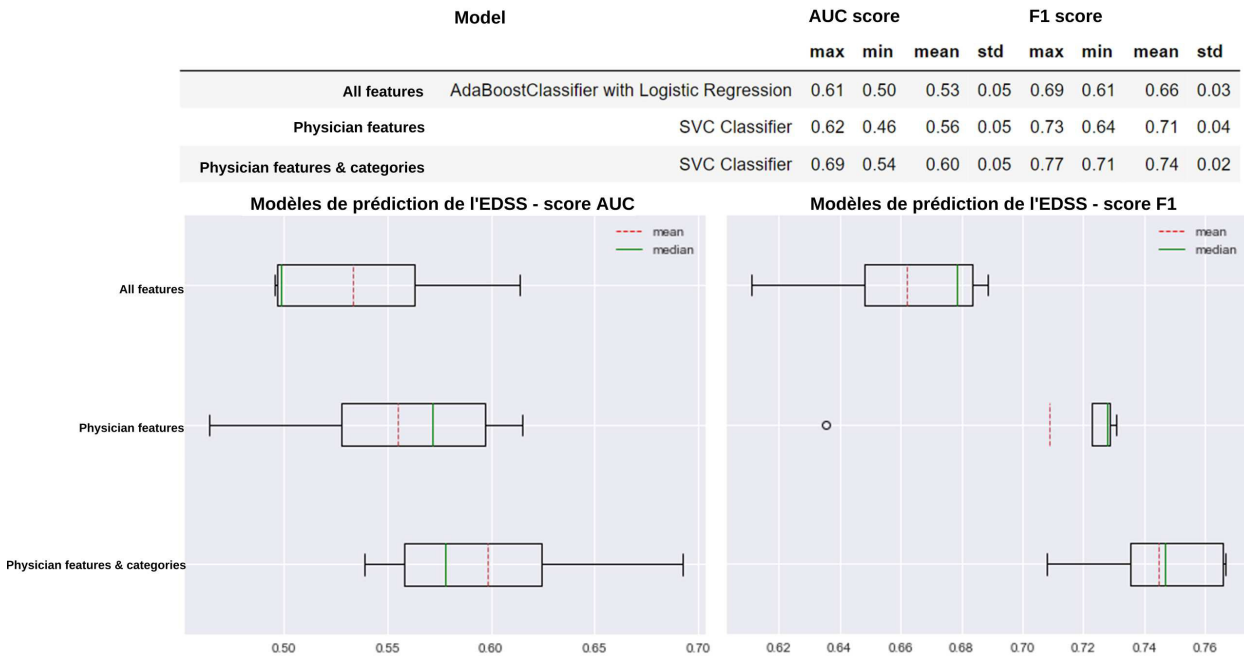 Model AUC score F1 score
max min mean std max min mean std
All features AdaBoostClassifier with Logistic Regression 0.61 0.50 0.53 0.05 0.69 0.61 0.66 0.03
Physician features SVC Classifier 0.62 0.46 0.56 0.05 0.73 0.64 0.71 0.04
Physician features & categories SVC Classifier 0.69 0.54 0.60 0.05 0.77 0.71 0.74 0.02
Modèles de prédiction de l'EDSS - score AUC
mean
median
All features
Physician features
Physician features & categories
0.50 0.55 0.60 0.65 0.70
Modèles de prédiction de l'EDSS - score F1
mean
median
0.62 0.64 0.66 0.68 0.70 0.72 0.74 0.76